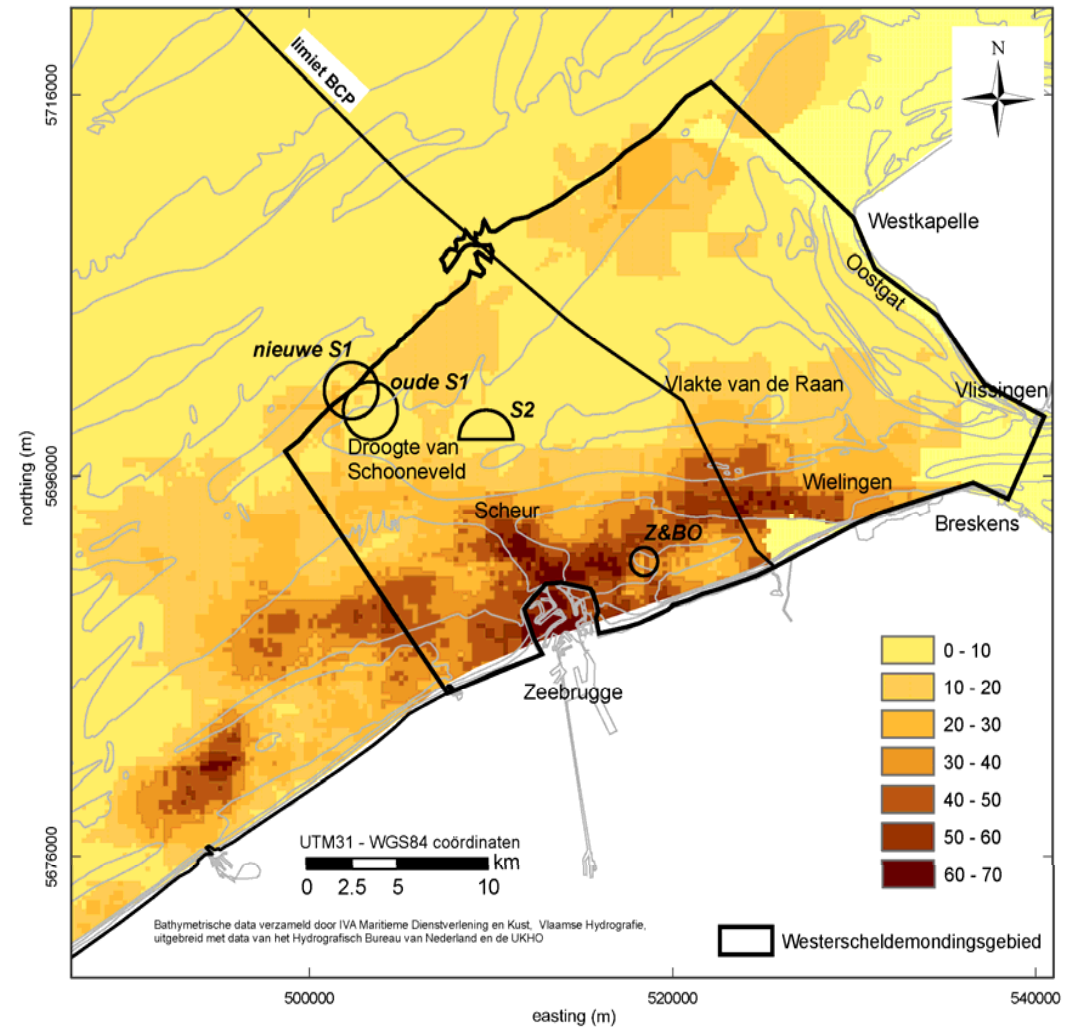 limiet BCP
N
5716000
Westkapelle
Oostgat
nieuwe S1
oude S1
S2
Vlakte van de Raan
Vlissingen
Droogte van
Schooneveld
northing (m)
5696000
Scheur
Wielingen
Z&BO
Breskens
Zeebrugge
0 - 10
10 - 20
20 - 30
30 - 40
40 - 50
50 - 60
60 - 70
UTM31 - WGS84 coördinaten
km
0 2.5 5 10
5676000
Bathymetrische data verzameld door IVA Maritieme Dienstverlening en Kust, Vlaamse Hydrografie,
uitgebreid met data van het Hydrografisch Bureau van Nederland en de UKHO
Westerscheldemondingsgebied
500000 520000 540000
easting (m)